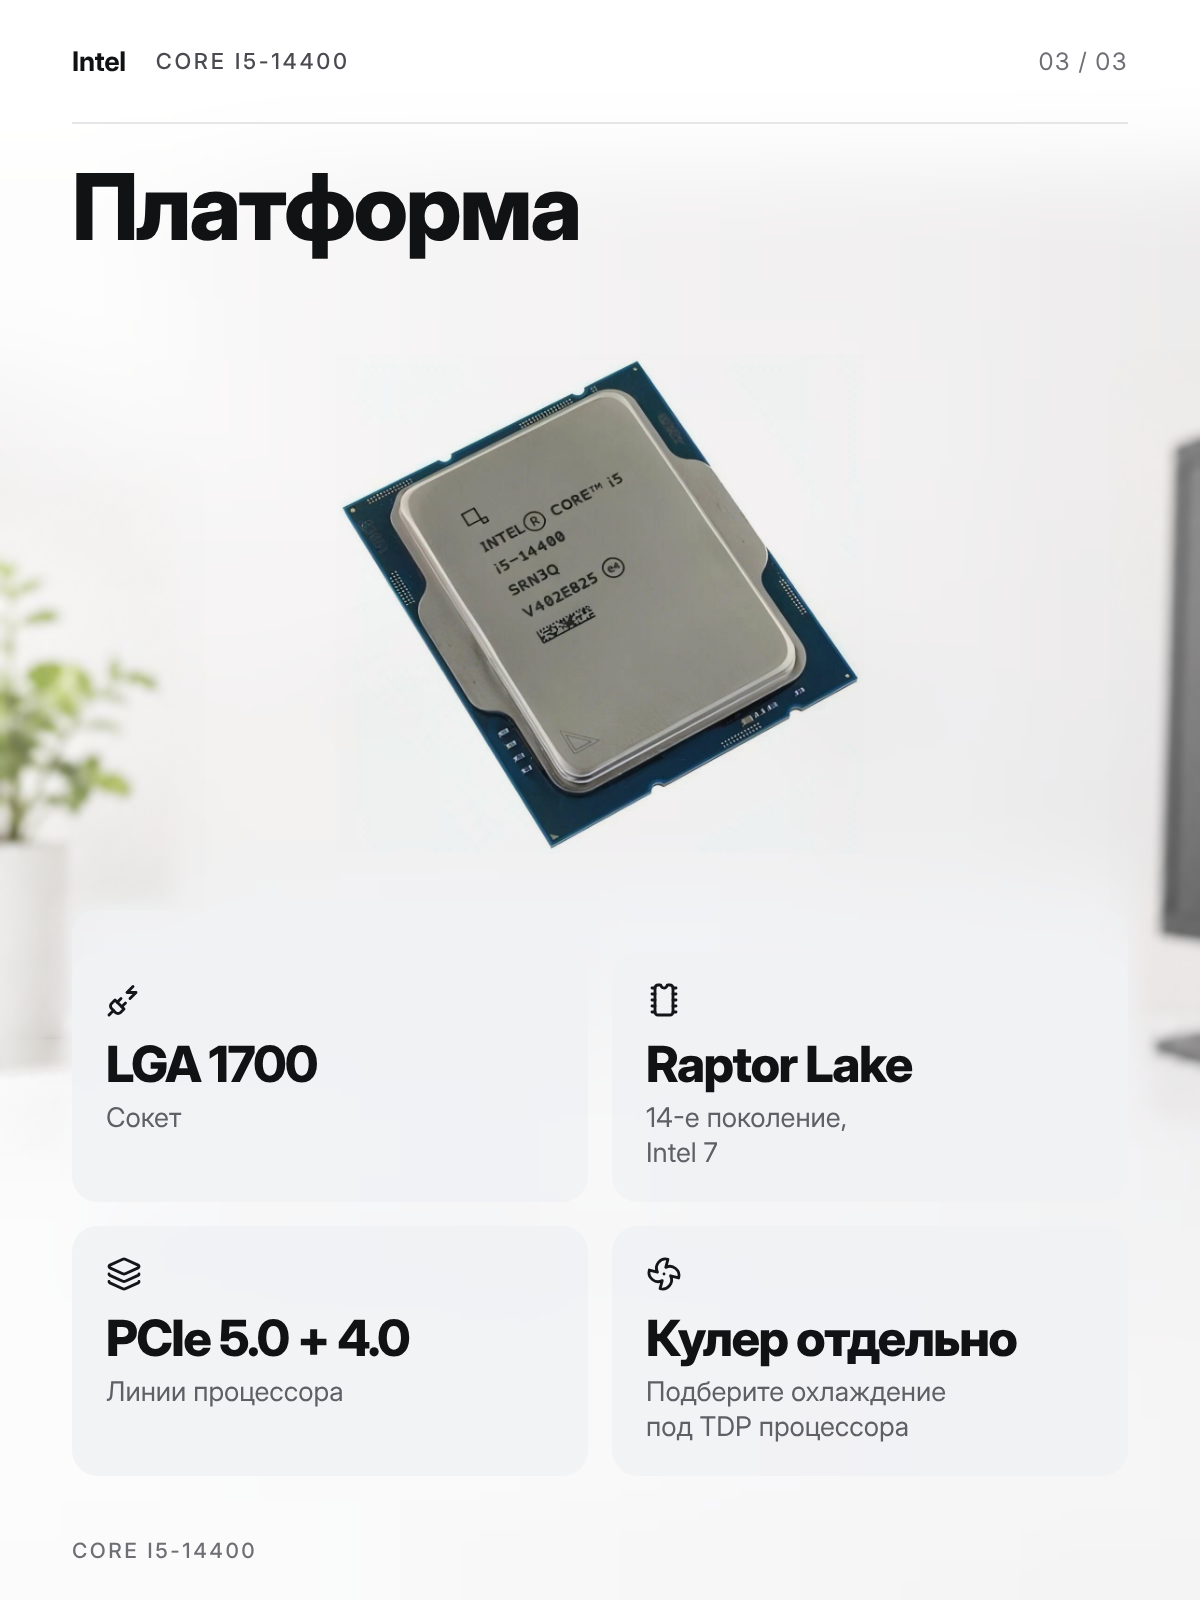 Intel CORE I5-14400 03 / 03
Платформа
INTEL® CORE™ i5
i5-14400
SRN3Q
V402E825 e4
LGA 1700
Сокет
Raptor Lake
14-е поколение,
Intel 7
PCIe 5.0 + 4.0
Линии процессора
Кулер отдельно
Подберите охлаждение
под TDP процессора
CORE I5-14400